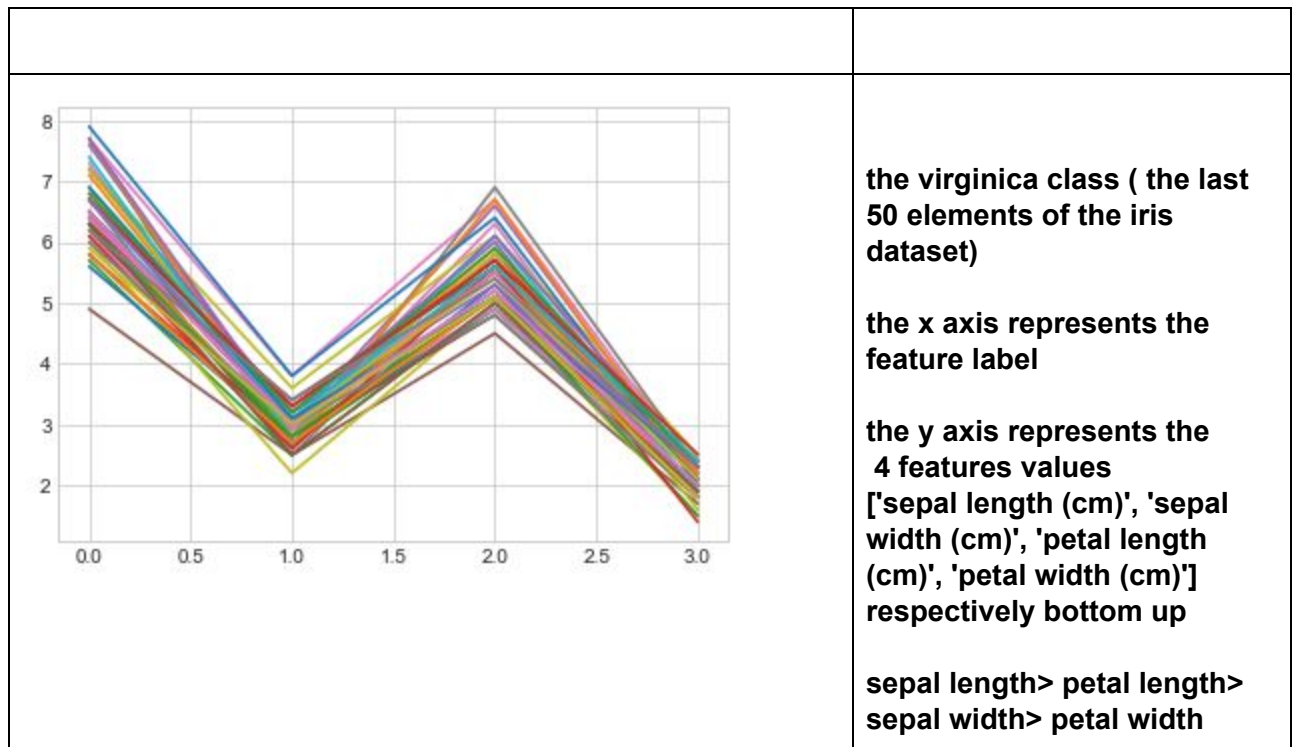 8
7
6
5
4
3
2
0.0 0.5 1.0 1.5 2.0 2.5 3.0
the virginica class ( the last
50 elements of the iris
dataset)
the x axis represents the
feature label
the y axis represents the
4 features values
['sepal length (cm)', 'sepal
width (cm)', 'petal length
(cm)', 'petal width (cm)']
respectively bottom up
sepal length> petal length>
sepal width> petal width